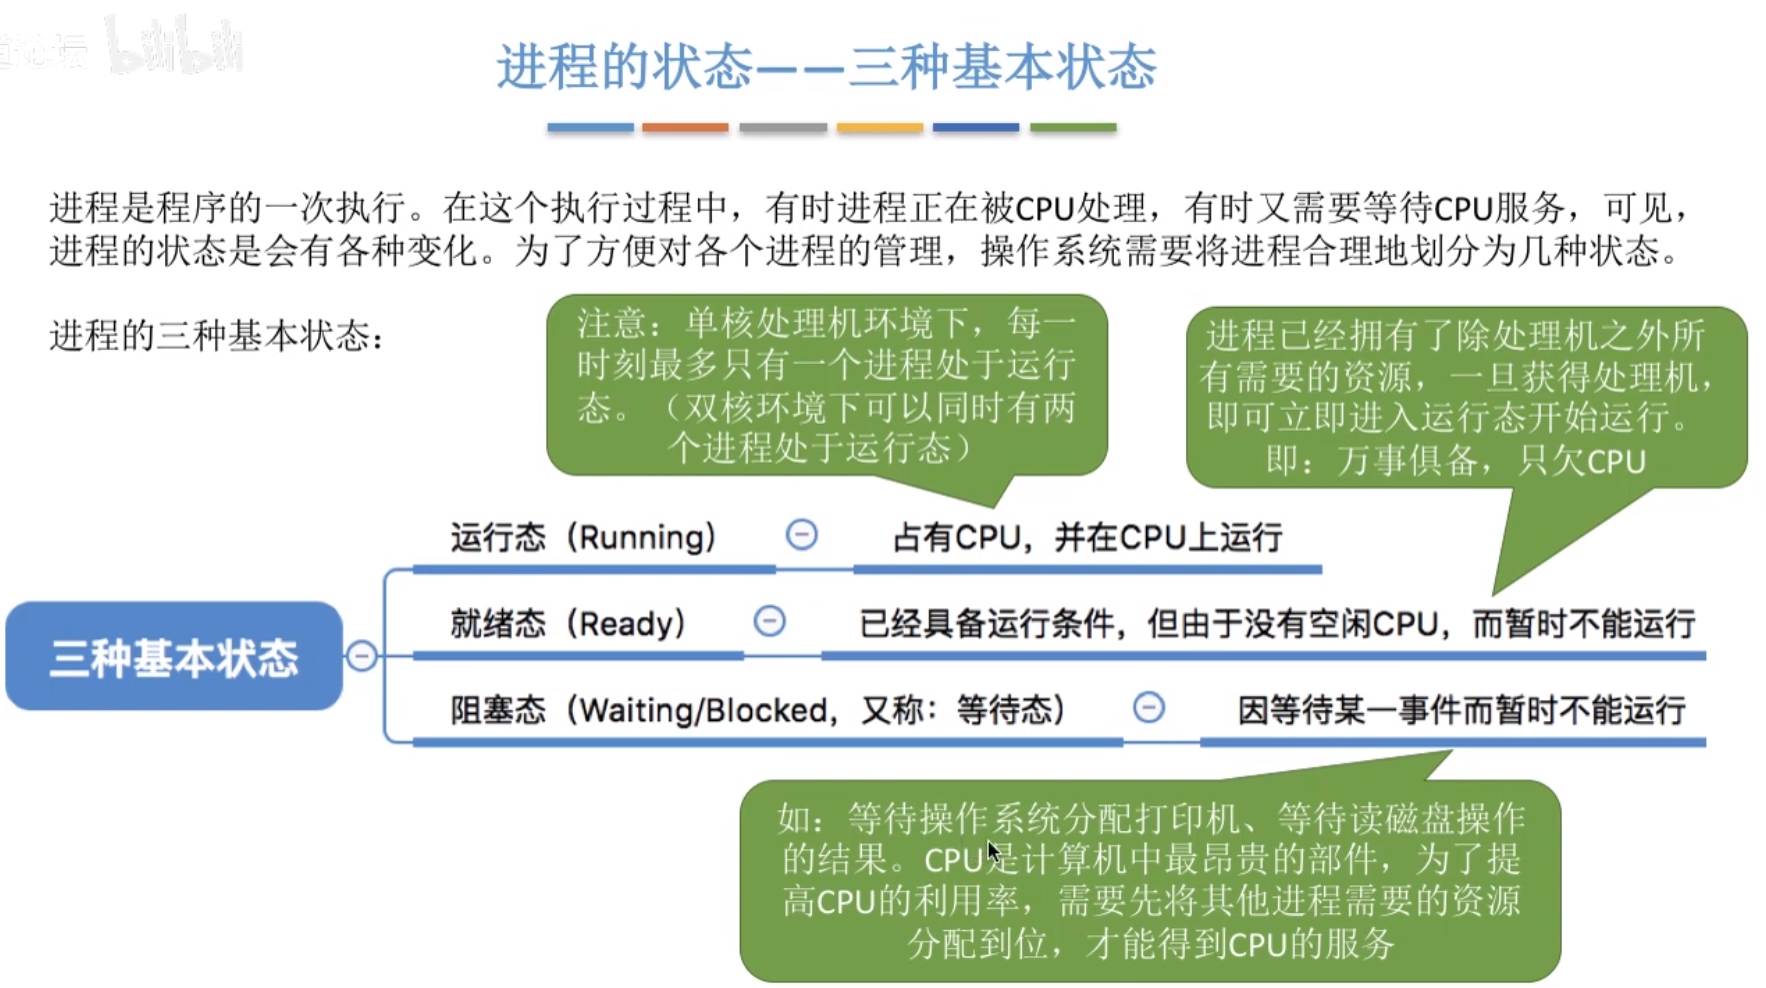 道论坛 bilibili
进程的状态——三种基本状态
进程是程序的一次执行。在这个执行过程中，有时进程正在被CPU处理，有时又需要等待CPU服务，可见，
进程的状态是会有各种变化。为了方便对各个进程的管理，操作系统需要将进程合理地划分为几种状态。
进程的三种基本状态：
注意：单核处理机环境下，每一
时刻最多只有一个进程处于运行
态。（双核环境下可以同时有两
个进程处于运行态）
进程已经拥有了除处理机之外所
有需要的资源，一旦获得处理机，
即可立即进入运行态开始运行。
即：万事俱备，只欠CPU
三种基本状态
运行态（Running） 占有CPU，并在CPU上运行
就绪态（Ready） 已经具备运行条件，但由于没有空闲CPU，而暂时不能运行
阻塞态（Waiting/Blocked，又称：等待态） 因等待某一事件而暂时不能运行
如：等待操作系统分配打印机、等待读磁盘操作
的结果。CPU是计算机中最昂贵的部件，为了提
高CPU的利用率，需要先将其他进程需要的资源
分配到位，才能得到CPU的服务